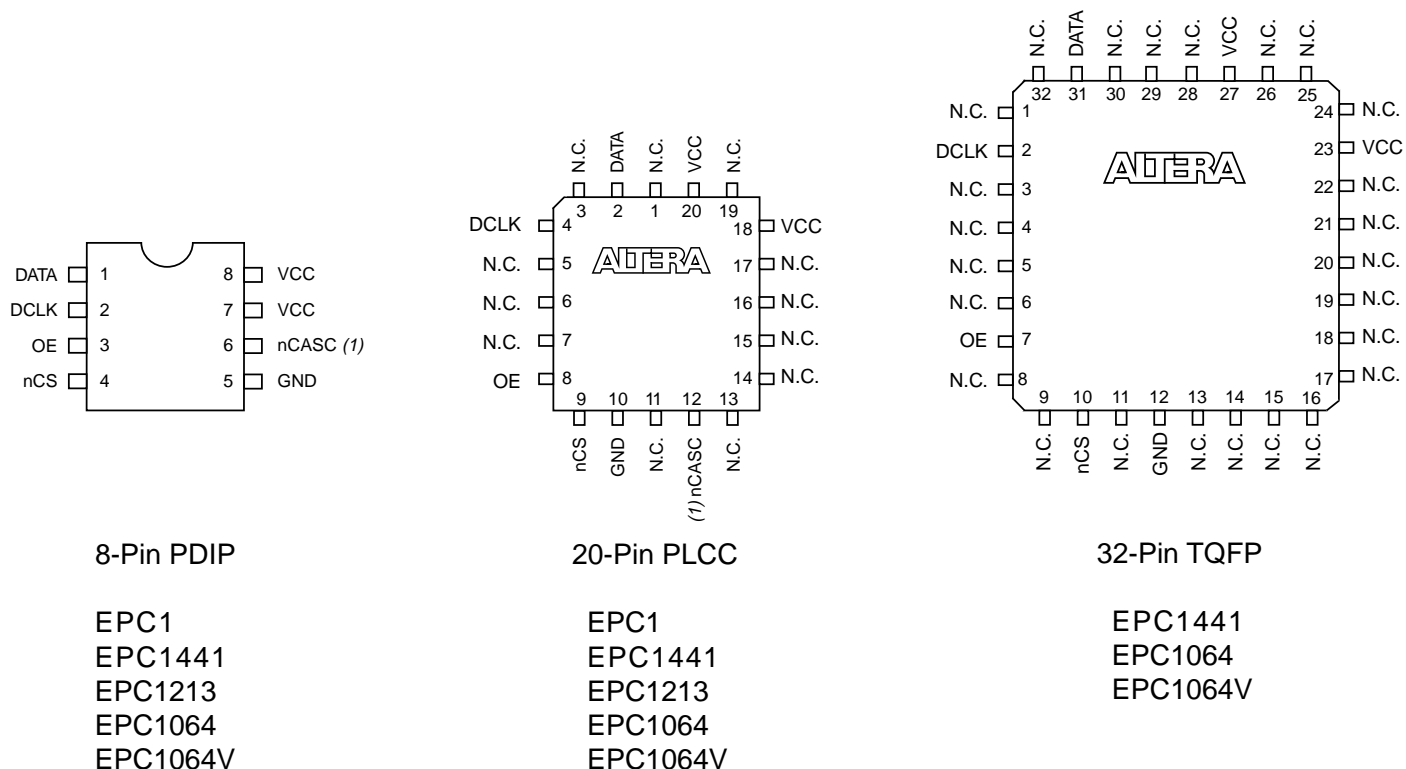 DATA 1
DCLK 2
OE 3
nCS 4
8 VCC
7 VCC
6 nCASC (1)
5 GND
8-Pin PDIP
EPC1
EPC1441
EPC1213
EPC1064
EPC1064V
N.C. DATA N.C. VCC N.C.
3 2 1 20 19
DCLK 4
N.C. 5
N.C. 6
N.C. 7
OE 8
ALTERA
18 VCC
17 N.C.
16 N.C.
15 N.C.
14 N.C.
9 10 11 12 13
nCS GND N.C. (1) nCASC N.C.
20-Pin PLCC
EPC1
EPC1441
EPC1213
EPC1064
EPC1064V
N.C. DATA N.C. N.C. N.C. VCC N.C. N.C.
32 31 30 29 28 27 26 25
N.C. 1
DCLK 2
N.C. 3
N.C. 4
N.C. 5
N.C. 6
OE 7
N.C. 8
ALTERA
24 N.C.
23 VCC
22 N.C.
21 N.C.
20 N.C.
19 N.C.
18 N.C.
17 N.C.
9 10 11 12 13 14 15 16
N.C. nCS N.C. GND N.C. N.C. N.C. N.C.
32-Pin TQFP
EPC1441
EPC1064
EPC1064V